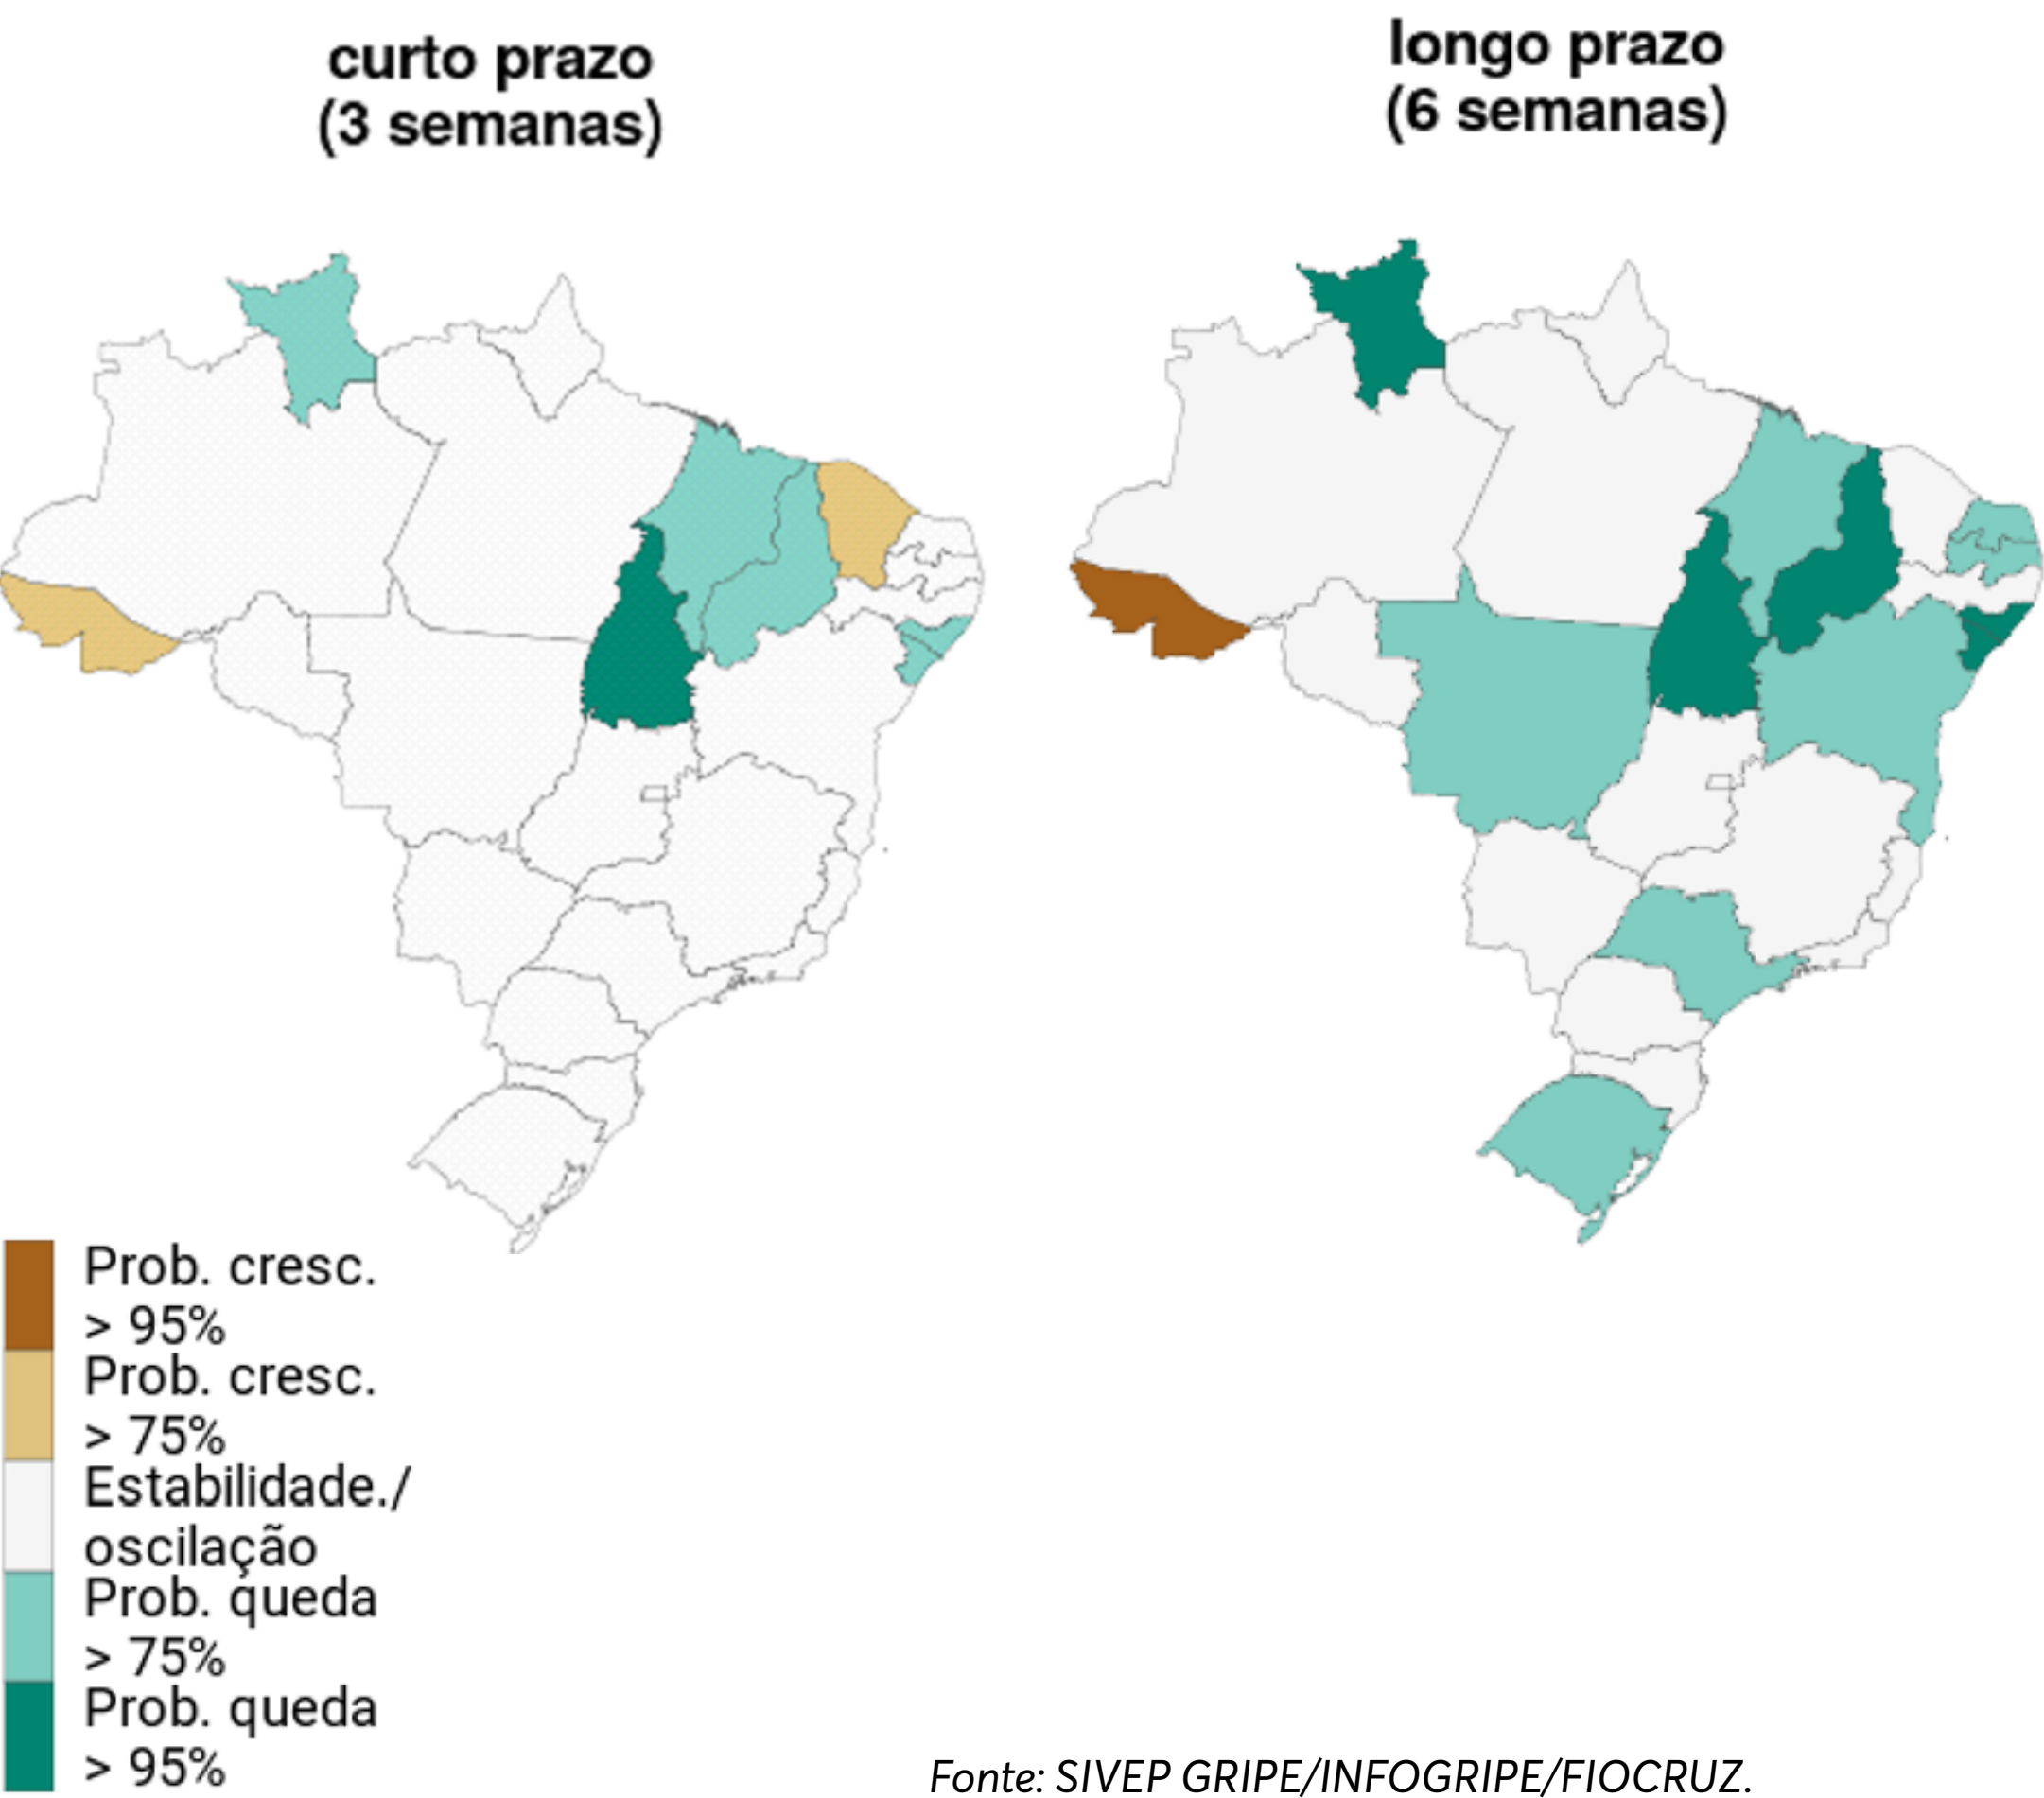 curto prazo
(3 semanas)
longo prazo
(6 semanas)
Prob. cresc.
> 95%
Prob. cresc.
> 75%
Estabilidade./
oscilação
Prob. queda
> 75%
Prob. queda
> 95%
Fonte: SIVEP GRIPE/INFOGRIPE/FIOCRUZ.